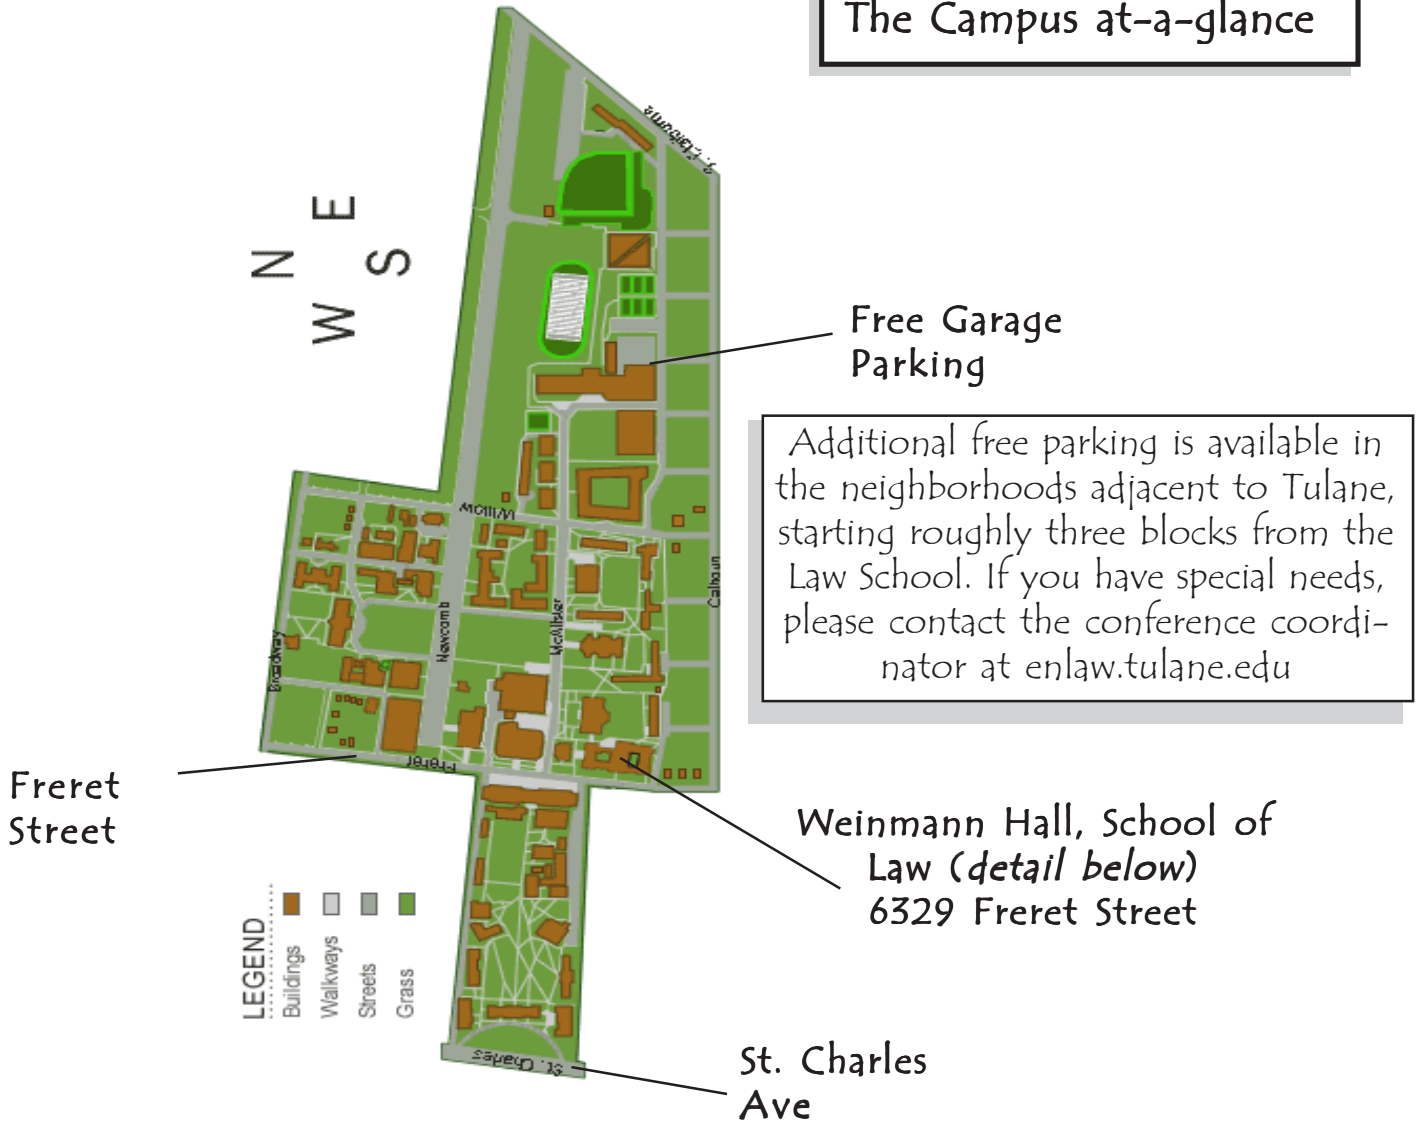 The Campus at-a-glance
S. Claiborne
N
E
S
W
Free Garage
Parking
Additional free parking is available in
the neighborhoods adjacent to Tulane,
starting roughly three blocks from the
Law School. If you have special needs,
please contact the conference coordi-
nator at enlaw.tulane.edu
Willow
Calhoun
Newcomb
McAlister
Broadway
Freret
Freret
Street
Weinmann Hall, School of
Law (detail below)
6329 Freret Street
LEGEND
Buildings
Walkways
Streets
Grass
St. Charles
St. Charles
Ave